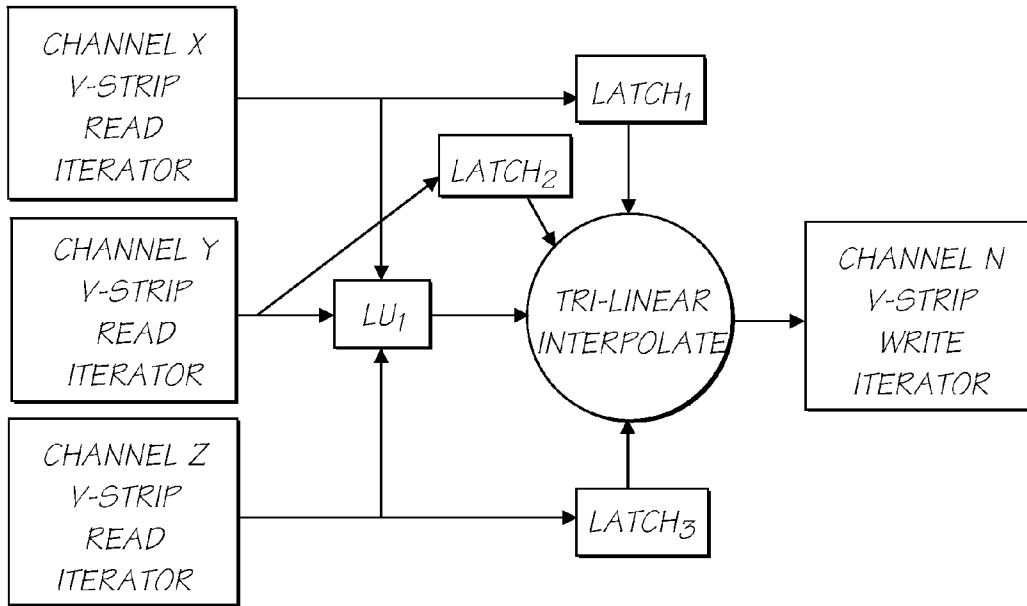 CHANNEL X
V-STRIP
READ
ITERATOR
LATCH₁
LATCH₂
CHANNEL Y
V-STRIP
READ
ITERATOR
LU₁
TRI-LINEAR
INTERPOLATE
CHANNEL N
V-STRIP
WRITE
ITERATOR
CHANNEL Z
V-STRIP
READ
ITERATOR
LATCH₃